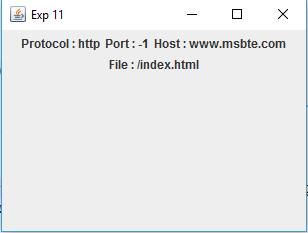 Exp 11
Protocol : http Port : -1 Host : www.msbte.com
File : /index.html